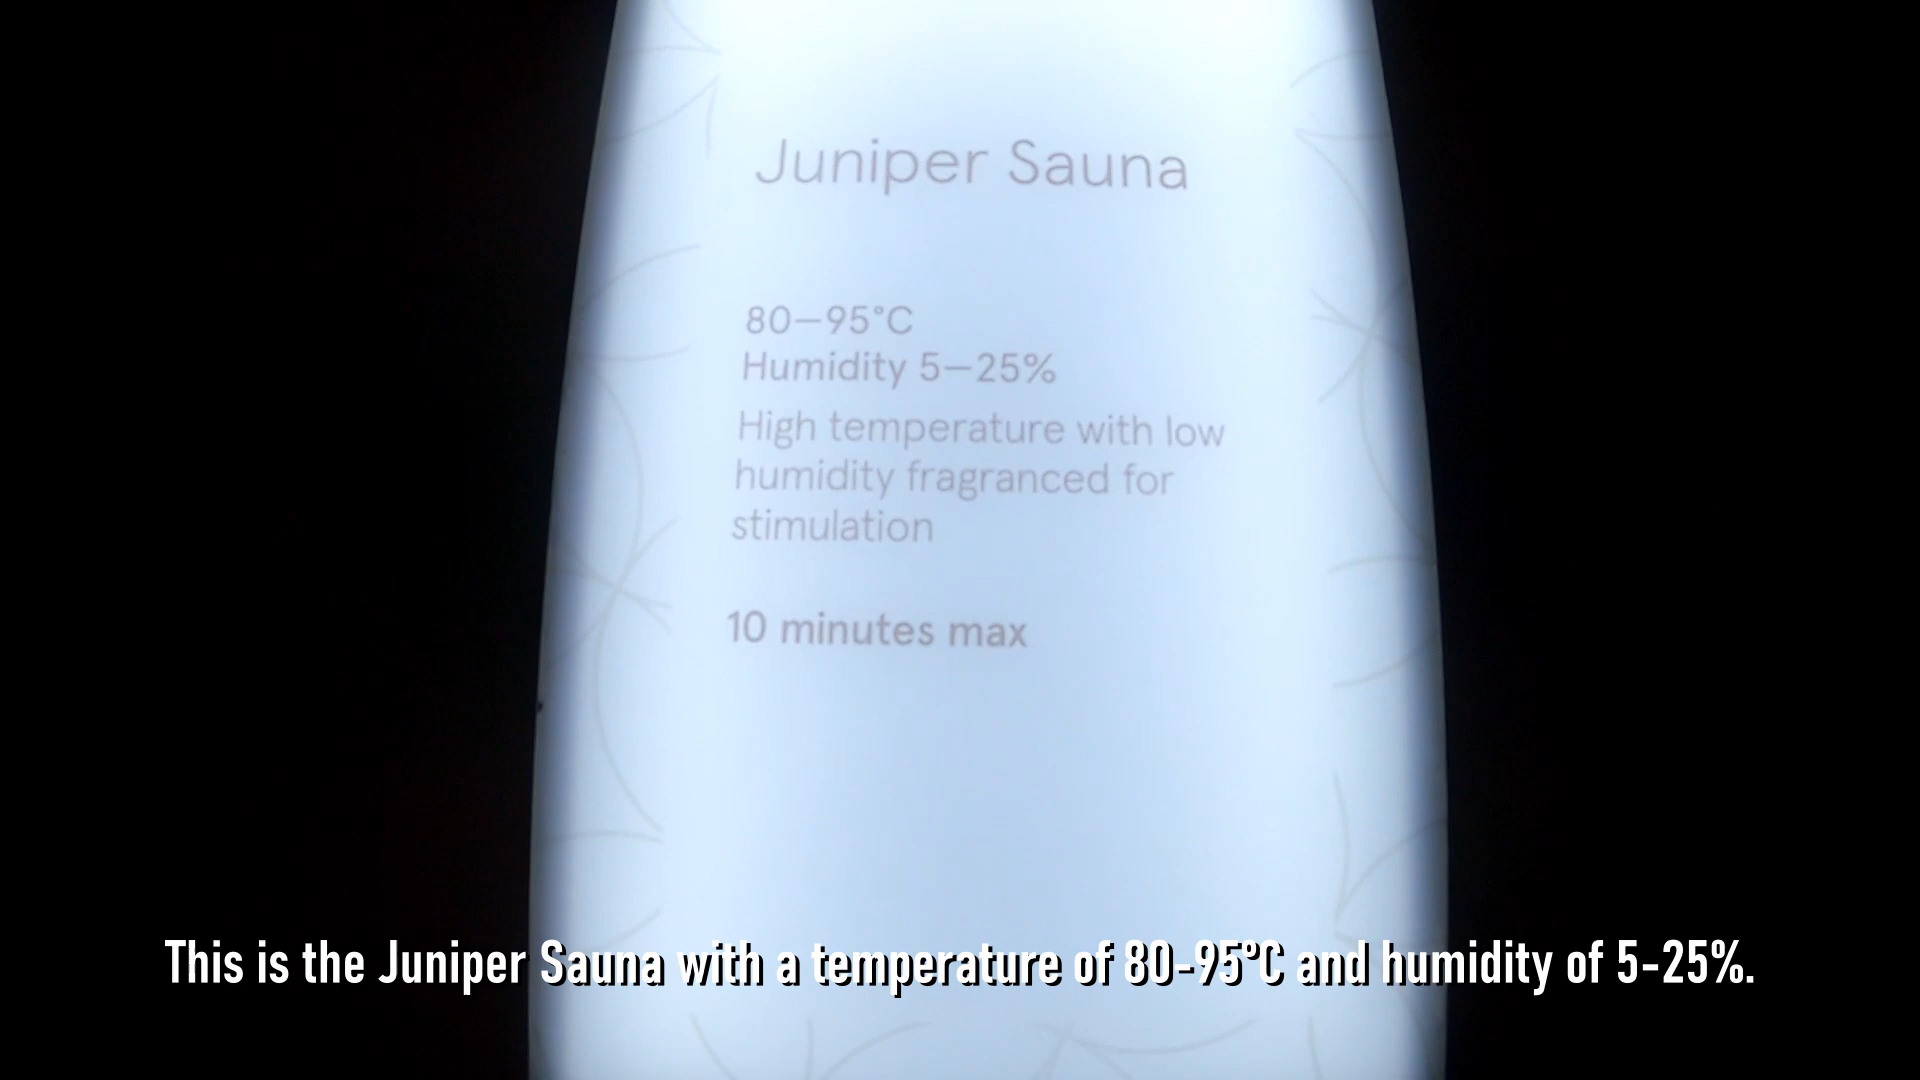 Juniper Sauna
80–95°C
Humidity 5–25%
High temperature with low
humidity fragranced for
stimulation
10 minutes max
This is the Juniper Sauna with a temperature of 80-95°C and humidity of 5-25%.